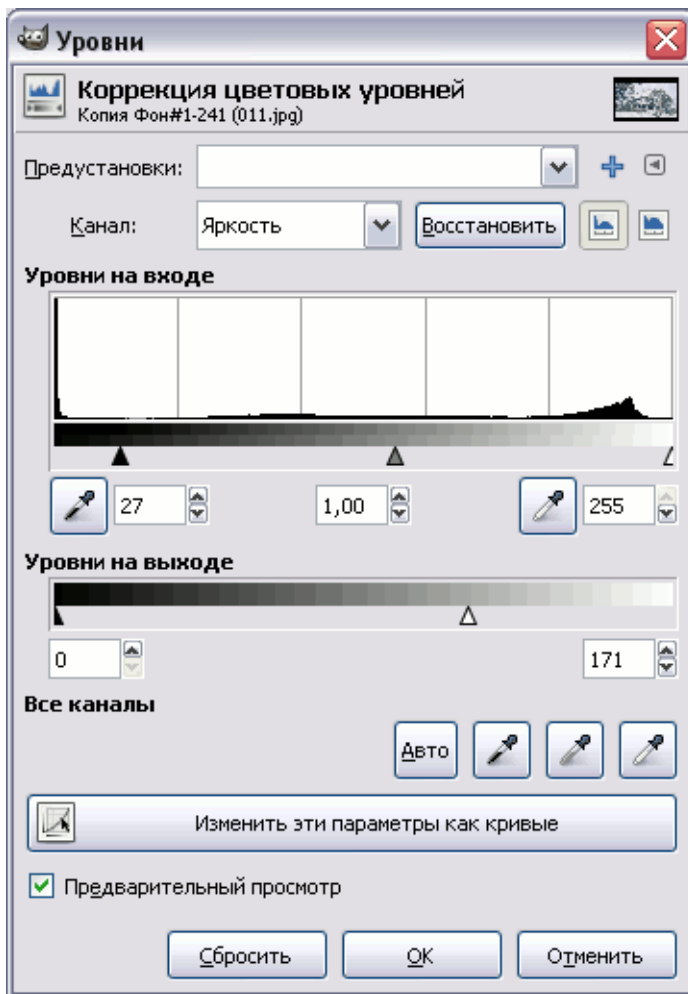 Уровни
Коррекция цветовых уровней
Копия Фон#1-241 (011.jpg)
Предустановки:
Канал: Яркость Восстановить
Уровни на входе
27 1,00 255
Уровни на выходе
0 171
Все каналы
Авто
Изменить эти параметры как кривые
Предварительный просмотр
Сбросить OK Отменить